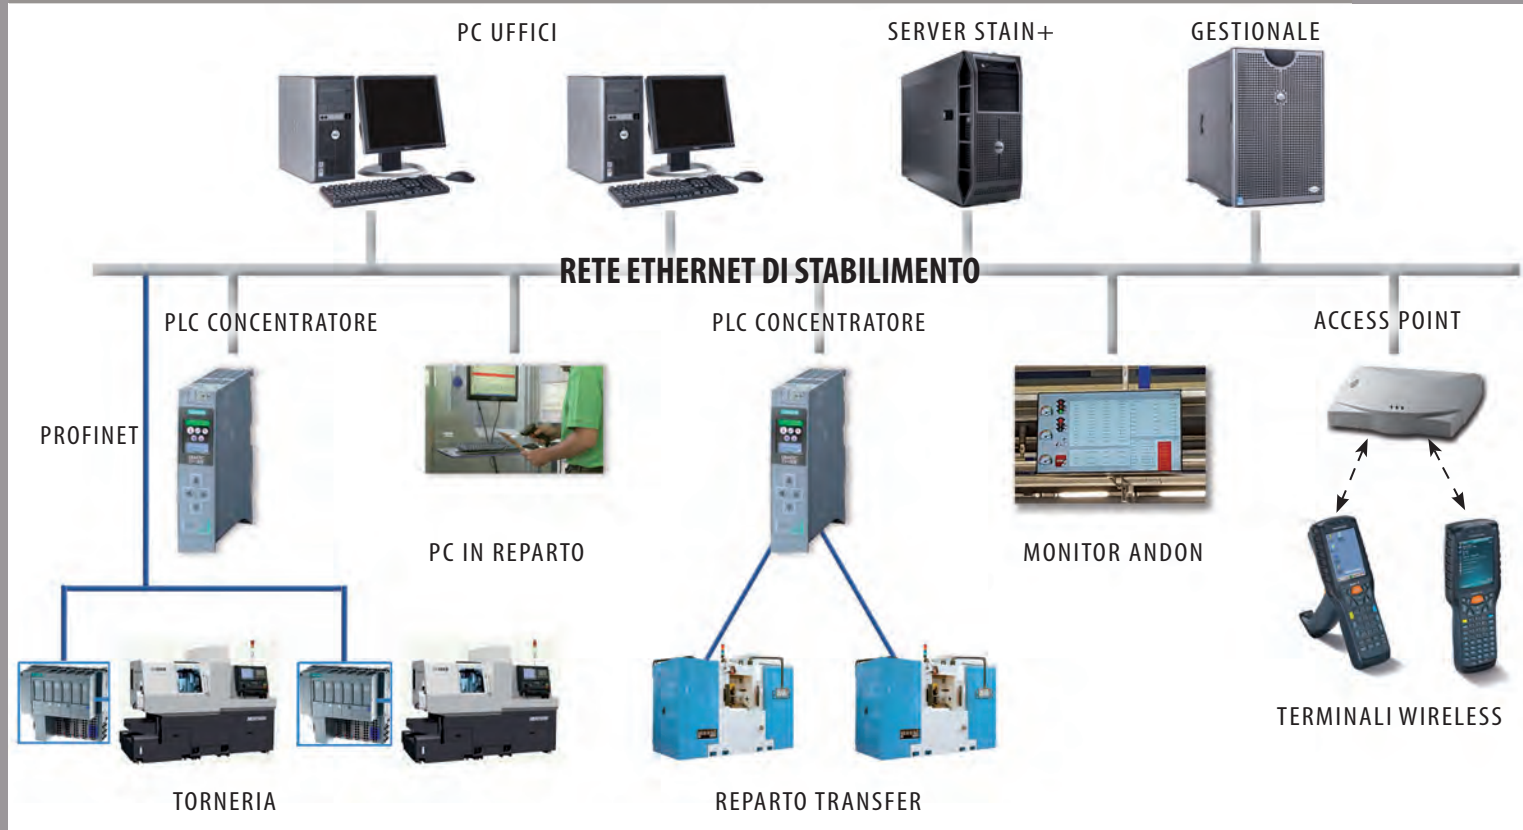 PC UFFICI
SERVER STAIN+
GESTIONALE
RETE ETHERNET DI STABILIMENTO
PLC CONCENTRATORE
PLC CONCENTRATORE
ACCESS POINT
PROFINET
PC IN REPARTO
MONITOR ANDON
TERMINALI WIRELESS
TORNERIA
REPARTO TRANSFER